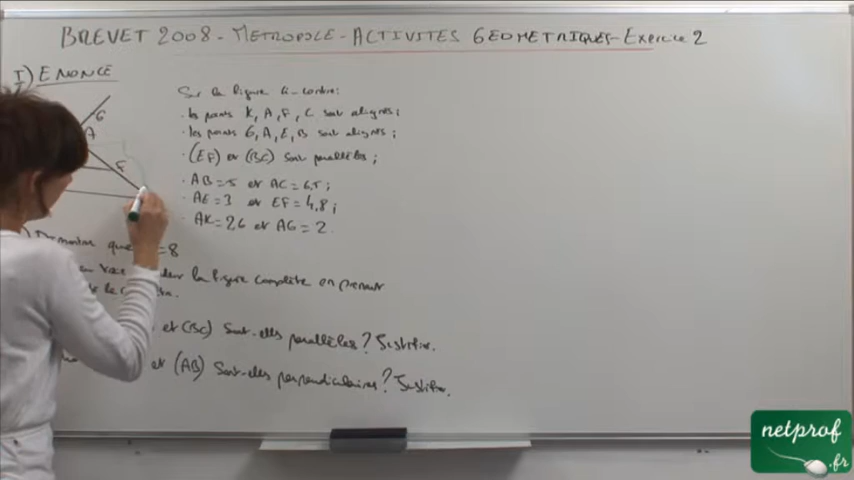 BREVET 2008 - METROPOLE - ACTIVITES GEOMETRIQUES - Exercice 2
I) ENONCE
Sur la figure ci-contre:
. les points K, A, F, C sont alignés;
. les points G, A, E, B sont alignés;
. (EF) et (BC) sont parallèles;
. AB = 5 et AC = 6,5;
. AE = 3 et EF = 4,8;
. AK = 2,6 et AG = 2.
G
A
F
) Démontrer que = 8
la figure complète en prenant
et (BC) sont-elles parallèles? Justifier.
et (AB) sont-elles perpendiculaires? Justifier.
netprof
.fr